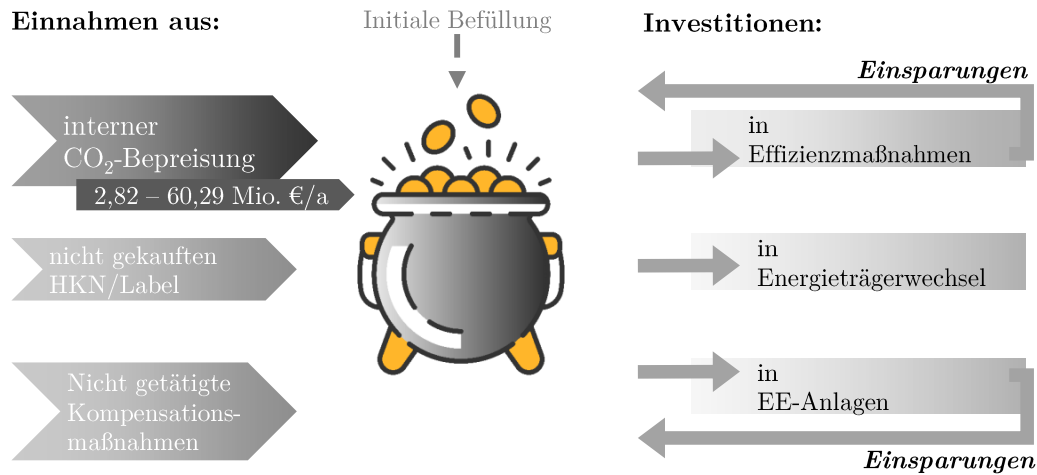 Einnahmen aus:
Initiale Befüllung
Investitionen:
interner
CO₂-Bepreisung
2,82 – 60,29 Mio. €/a
nicht gekauften
HKN/Label
Nicht getätigte
Kompensations-
maßnahmen
Einsparungen
in
Effizienzmaßnahmen
in
Energieträgerwechsel
in
EE-Anlagen
Einsparungen